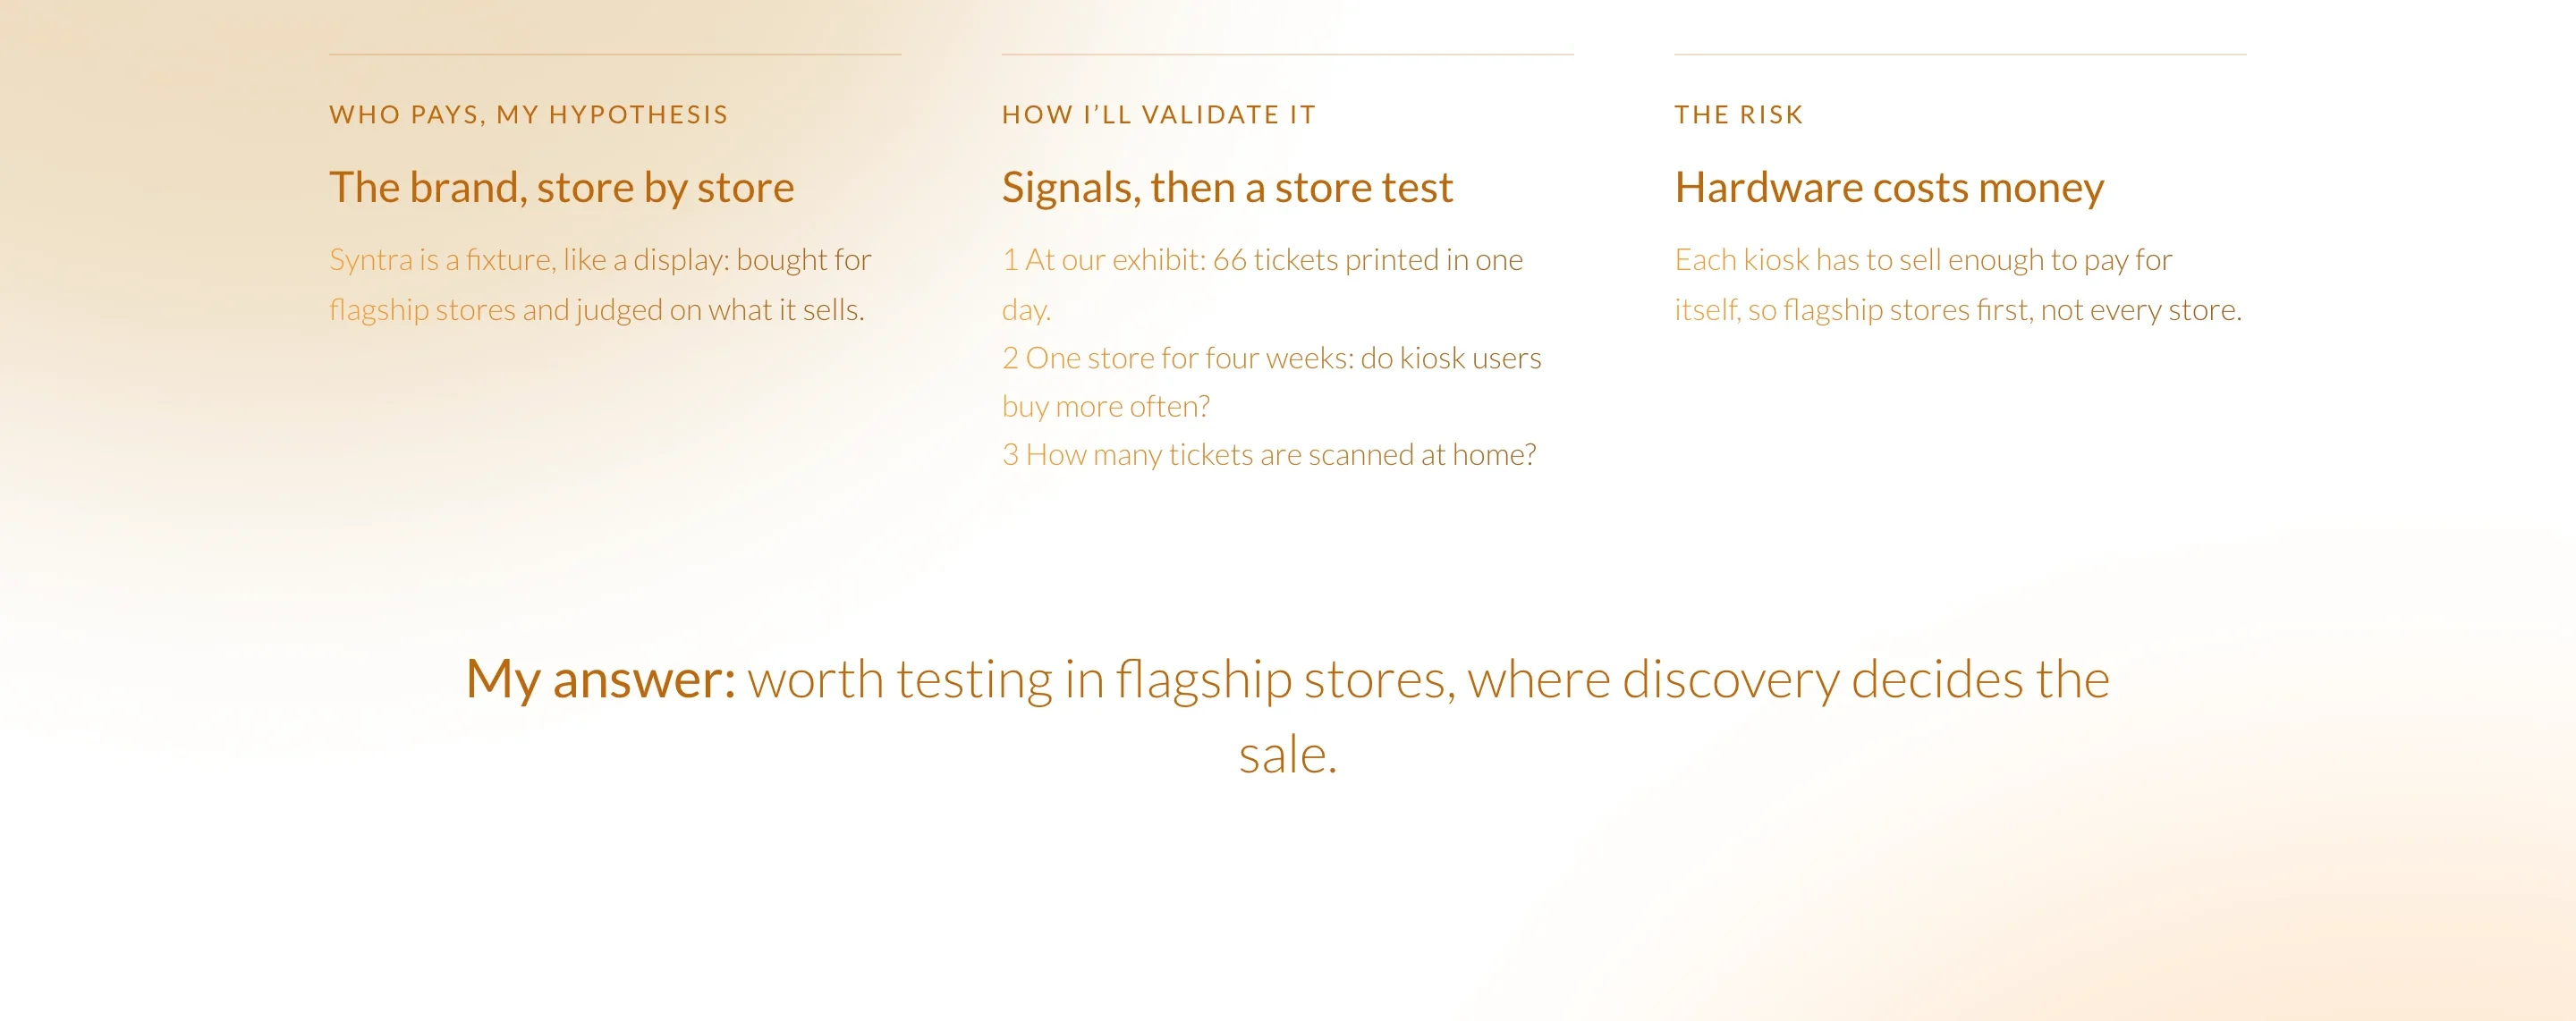 WHO PAYS, MY HYPOTHESIS
The brand, store by store
Syntra is a fixture, like a display: bought for
flagship stores and judged on what it sells.
HOW I’LL VALIDATE IT
Signals, then a store test
1 At our exhibit: 66 tickets printed in one
day.
2 One store for four weeks: do kiosk users
buy more often?
3 How many tickets are scanned at home?
THE RISK
Hardware costs money
Each kiosk has to sell enough to pay for
itself, so flagship stores first, not every store.
My answer: worth testing in flagship stores, where discovery decides the
sale.